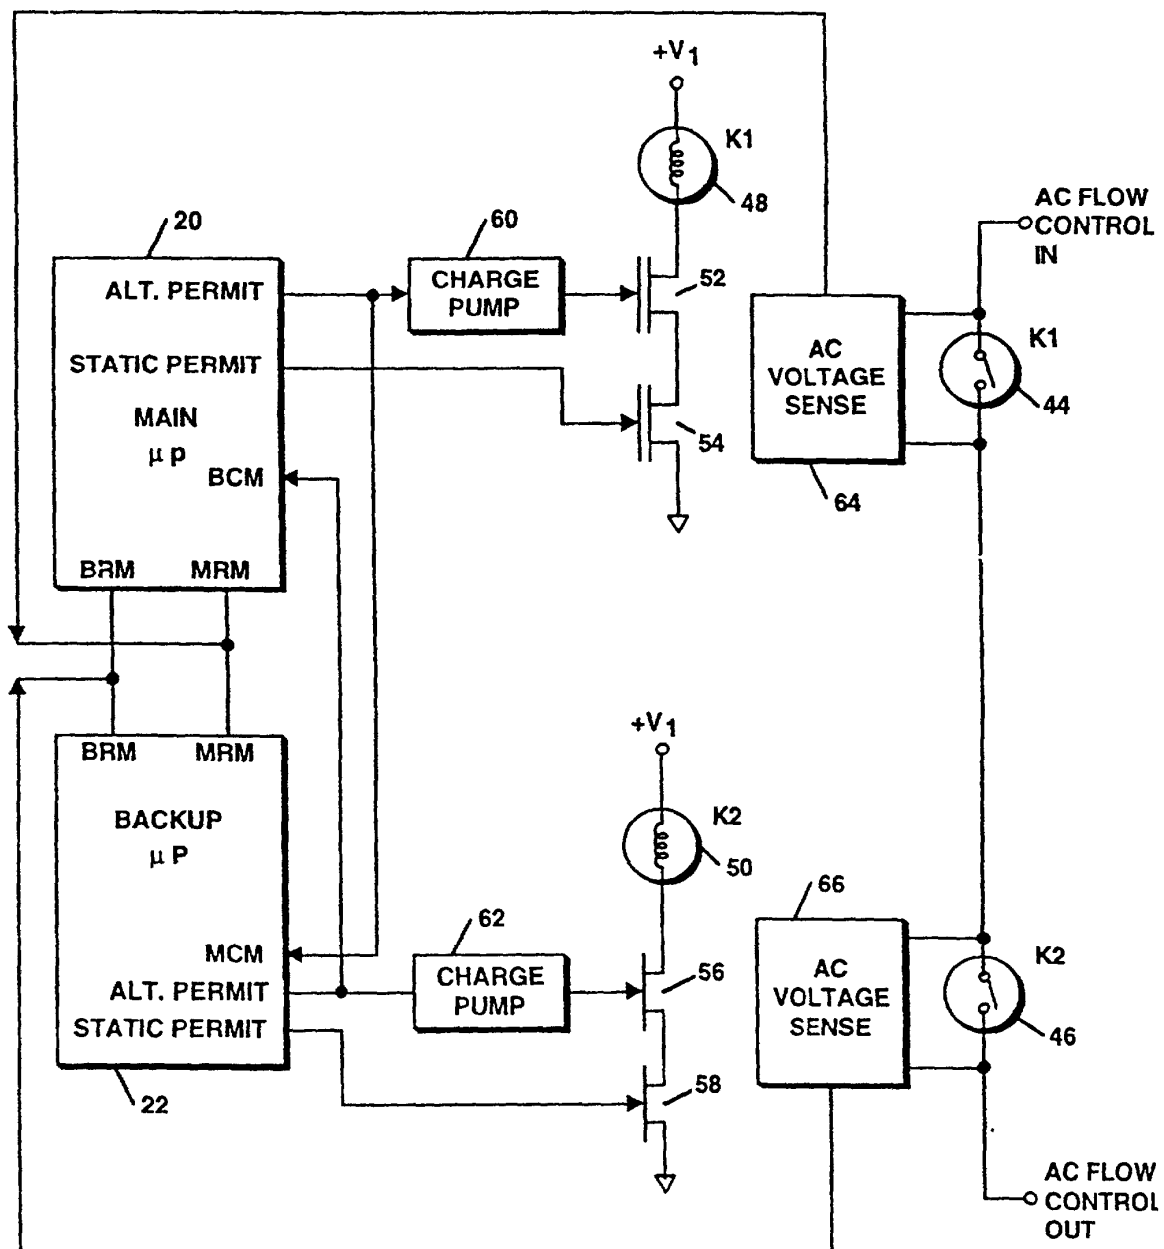 +V1
K1
48
20
60
ALT. PERMIT
CHARGE
PUMP
52
AC FLOW
CONTROL
IN
STATIC PERMIT
MAIN
µ p
BCM
54
AC
VOLTAGE
SENSE
64
K1
44
BRM MRM
+V1
BRM MRM
BACKUP
µ P
K2
50
66
62
MCM
ALT. PERMIT
STATIC PERMIT
CHARGE
PUMP
56
AC
VOLTAGE
SENSE
K2
46
58
22
AC FLOW
CONTROL
OUT